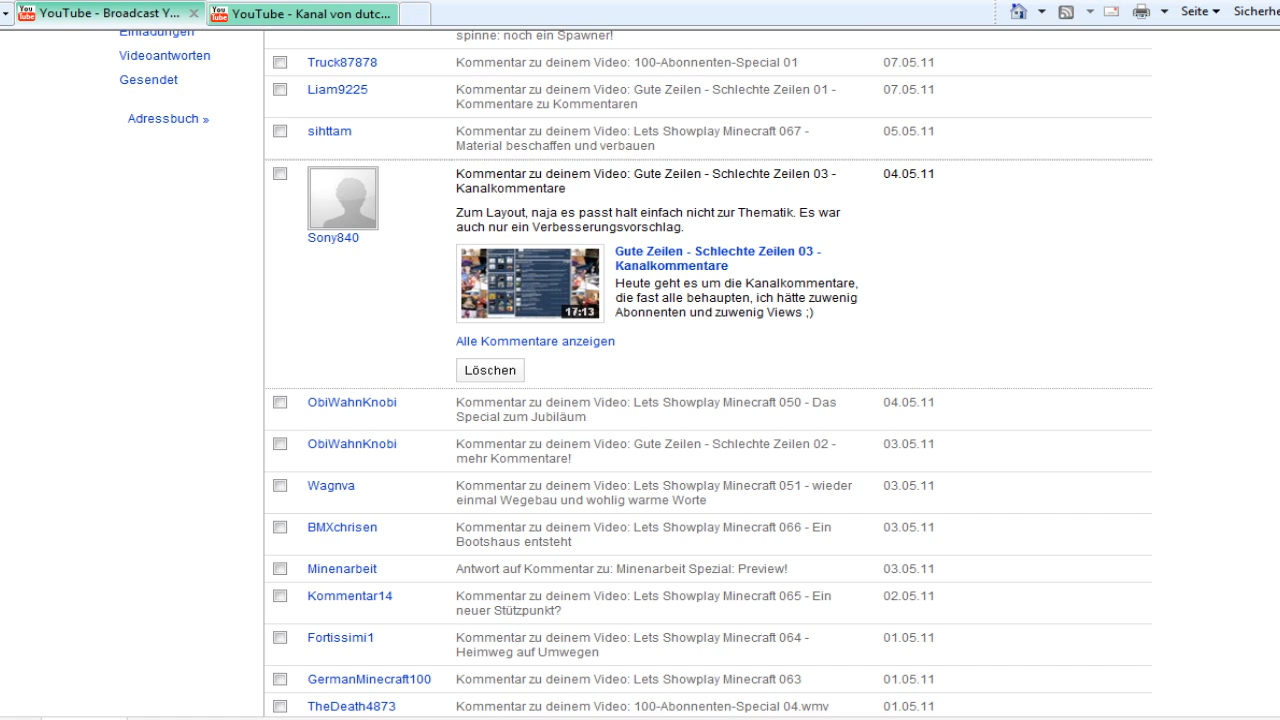 YouTube - Broadcast Y...
YouTube - Kanal von dutc...
Seite
Sicherhe
Einladungen
Videoantworten
Gesendet
Adressbuch »
spinne: noch ein Spawner!
Truck87878 Kommentar zu deinem Video: 100-Abonnenten-Special 01 07.05.11
Liam9225 Kommentar zu deinem Video: Gute Zeilen - Schlechte Zeilen 01 - 07.05.11
Kommentare zu Kommentaren
sihttam Kommentar zu deinem Video: Lets Showplay Minecraft 067 - 05.05.11
Material beschaffen und verbauen
Kommentar zu deinem Video: Gute Zeilen - Schlechte Zeilen 03 - 04.05.11
Kanalkommentare
Zum Layout, naja es passt halt einfach nicht zur Thematik. Es war
auch nur ein Verbesserungsvorschlag.
Sony840
Gute Zeilen - Schlechte Zeilen 03 -
Kanalkommentare
Heute geht es um die Kanalkommentare,
die fast alle behaupten, ich hätte zuwenig
Abonnenten und zuwenig Views ;)
17:13
Alle Kommentare anzeigen
Löschen
ObiWahnKnobi Kommentar zu deinem Video: Lets Showplay Minecraft 050 - Das 04.05.11
Special zum Jubiläum
ObiWahnKnobi Kommentar zu deinem Video: Gute Zeilen - Schlechte Zeilen 02 - 03.05.11
mehr Kommentare!
Wagnva Kommentar zu deinem Video: Lets Showplay Minecraft 051 - wieder 03.05.11
einmal Wegebau und wohlig warme Worte
BMXchrisen Kommentar zu deinem Video: Lets Showplay Minecraft 066 - Ein 03.05.11
Bootshaus entsteht
Minenarbeit Antwort auf Kommentar zu: Minenarbeit Spezial: Preview! 03.05.11
Kommentar14 Kommentar zu deinem Video: Lets Showplay Minecraft 065 - Ein 02.05.11
neuer Stützpunkt?
Fortissimi1 Kommentar zu deinem Video: Lets Showplay Minecraft 064 - 01.05.11
Heimweg auf Umwegen
GermanMinecraft100 Kommentar zu deinem Video: Lets Showplay Minecraft 063 01.05.11
TheDeath4873 Kommentar zu deinem Video: 100-Abonnenten-Special 04.wmv 01.05.11